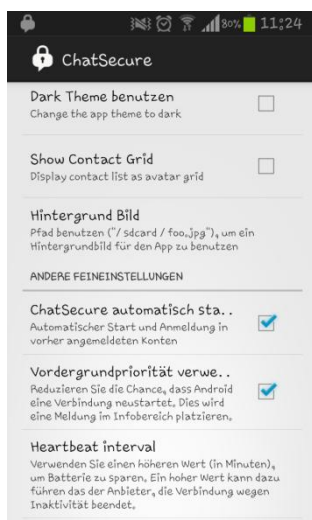 80% 11:24
ChatSecure
Dark Theme benutzen
Change the app theme to dark
Show Contact Grid
Display contact list as avatar grid
Hintergrund Bild
Pfad benutzen ("/ sdcard / foo.jpg"), um ein
Hintergrundbild für den App zu benutzen
ANDERE FEINEINSTELLUNGEN
ChatSecure automatisch sta..
Automatischer Start und Anmeldung in
vorher angemeldeten Konten
Vordergrundpriorität verwe..
Reduzieren Sie die Chance, dass Android
eine Verbindung neustartet. Dies wird
eine Meldung im Infobereich platzieren.
Heartbeat interval
Verwenden Sie einen höheren Wert (in Minuten),
um Batterie zu sparen. Ein hoher Wert kann dazu
führen das der Anbieter, die Verbindung wegen
Inaktivität beendet.